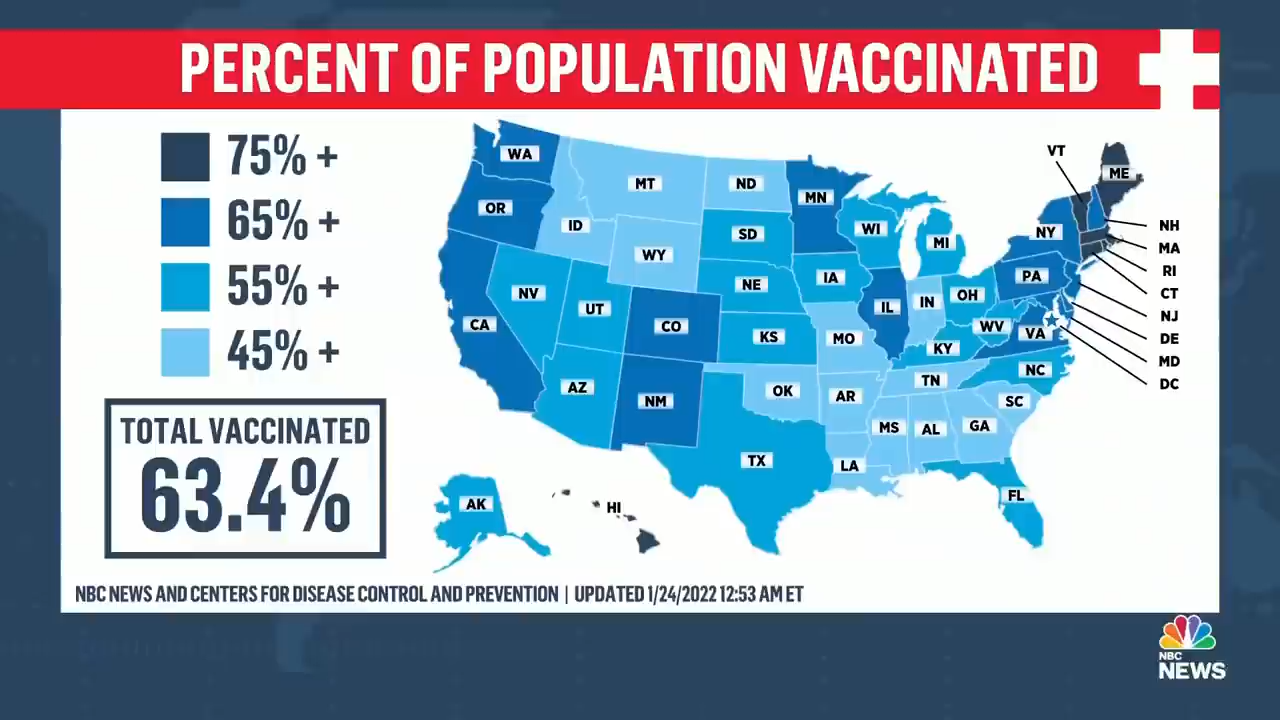 PERCENT OF POPULATION VACCINATED
75% +
65% +
55% +
45% +
TOTAL VACCINATED
63.4%
WA
OR
CA
NV
ID
MT
WY
UT
AZ
CO
NM
ND
SD
NE
KS
OK
TX
MN
IA
MO
AR
LA
WI
IL
MI
IN
OH
KY
TN
MS
AL
GA
FL
SC
NC
VA
WV
PA
NY
VT
ME
NH
MA
RI
CT
NJ
DE
MD
DC
AK
HI
NBC NEWS AND CENTERS FOR DISEASE CONTROL AND PREVENTION | UPDATED 1/24/2022 12:53 AM ET
NBC
NEWS